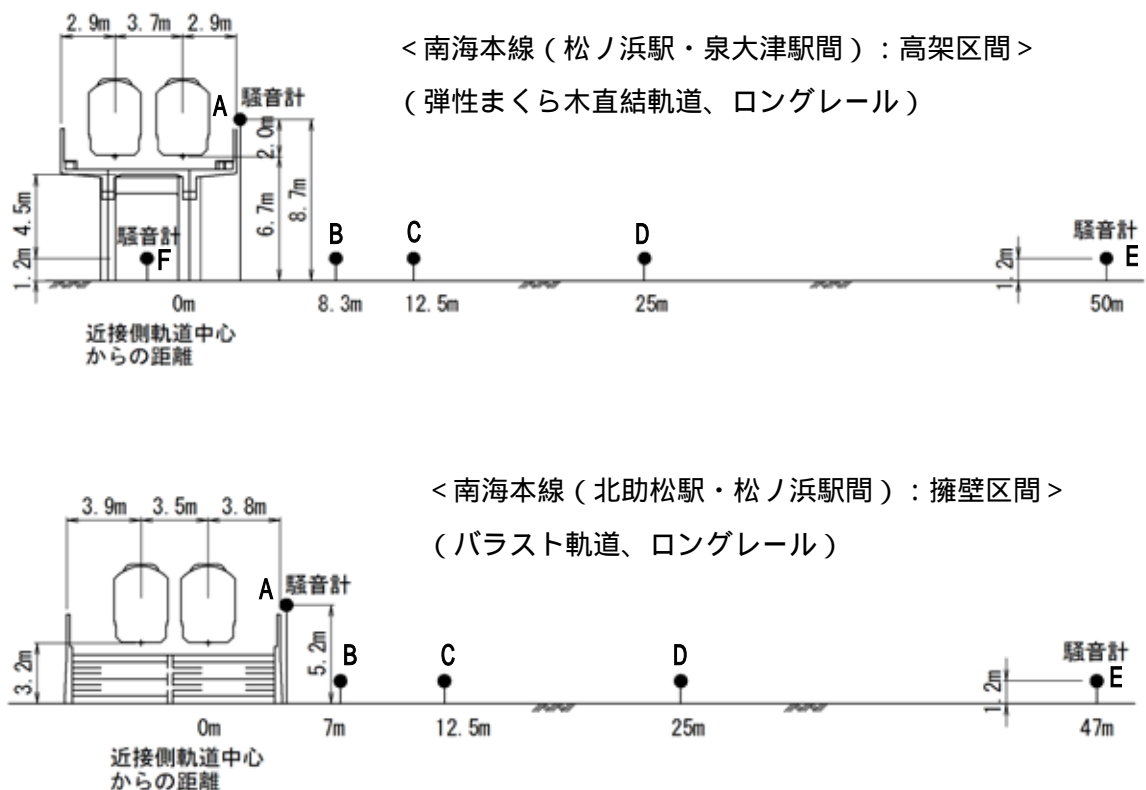 2.9m 3.7m 2.9m
<南海本線(松ノ浜駅・泉大津駅間):高架区間>
(弾性まくら木直結軌道、ロングレール)
A 騒音計
2.0m
6.7m
8.7m
4.5m
1.2m
騒音計
F
B
C
D
騒音計
E
1.2m
0m
8.3m
12.5m
25m
50m
近接側軌道中心
からの距離
<南海本線(北助松駅・松ノ浜駅間):擁壁区間>
(バラスト軌道、ロングレール)
3.9m 3.5m 3.8m
A 騒音計
3.2m
5.2m
B
C
D
騒音計
E
1.2m
0m
7m
12.5m
25m
47m
近接側軌道中心
からの距離